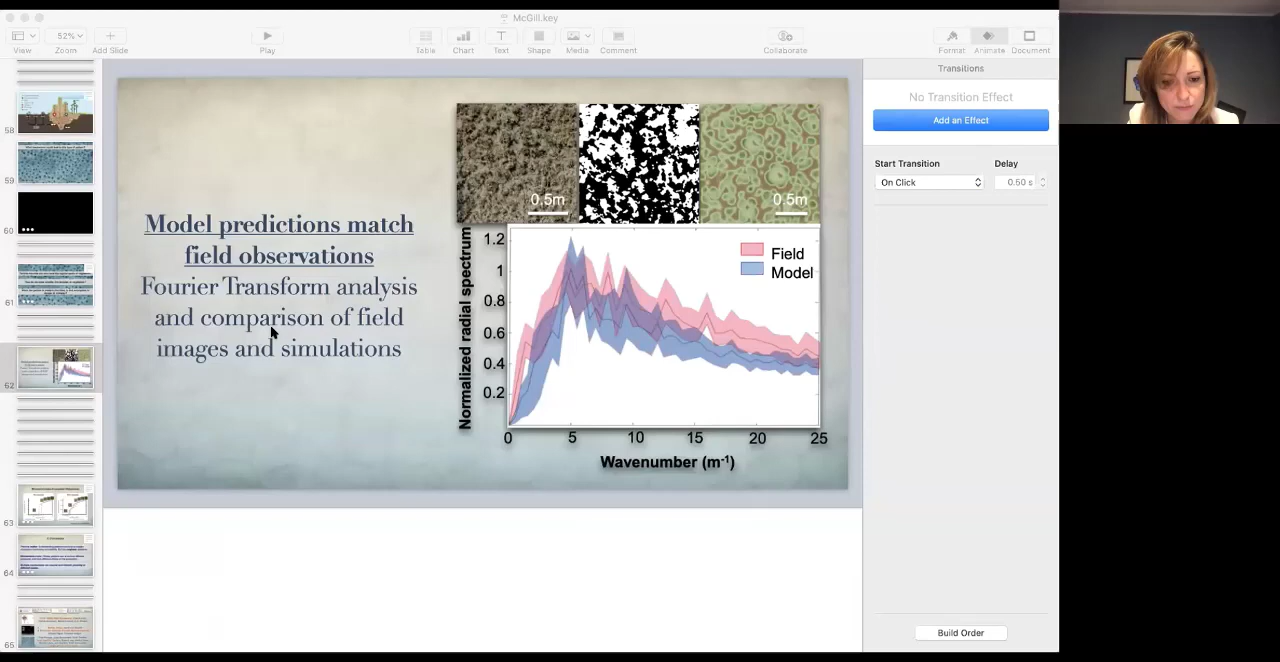 McGill.key
52%
View
Zoom
Add Slide
Play
Table
Chart
Text
Shape
Media
Comment
Collaborate
Format
Animate
Document
Transitions
No Transition Effect
Add an Effect
Start Transition
Delay
On Click
0.50 s
Build Order
58
59
60
61
62
63
64
65
Model predictions match
field observations
Fourier Transform analysis
and comparison of field
images and simulations
0.5m
0.5m
Normalized radial spectrum
1.2
1
0.8
0.6
0.4
0.2
Field
Model
0 5 10 15 20 25
Wavenumber (m-1)